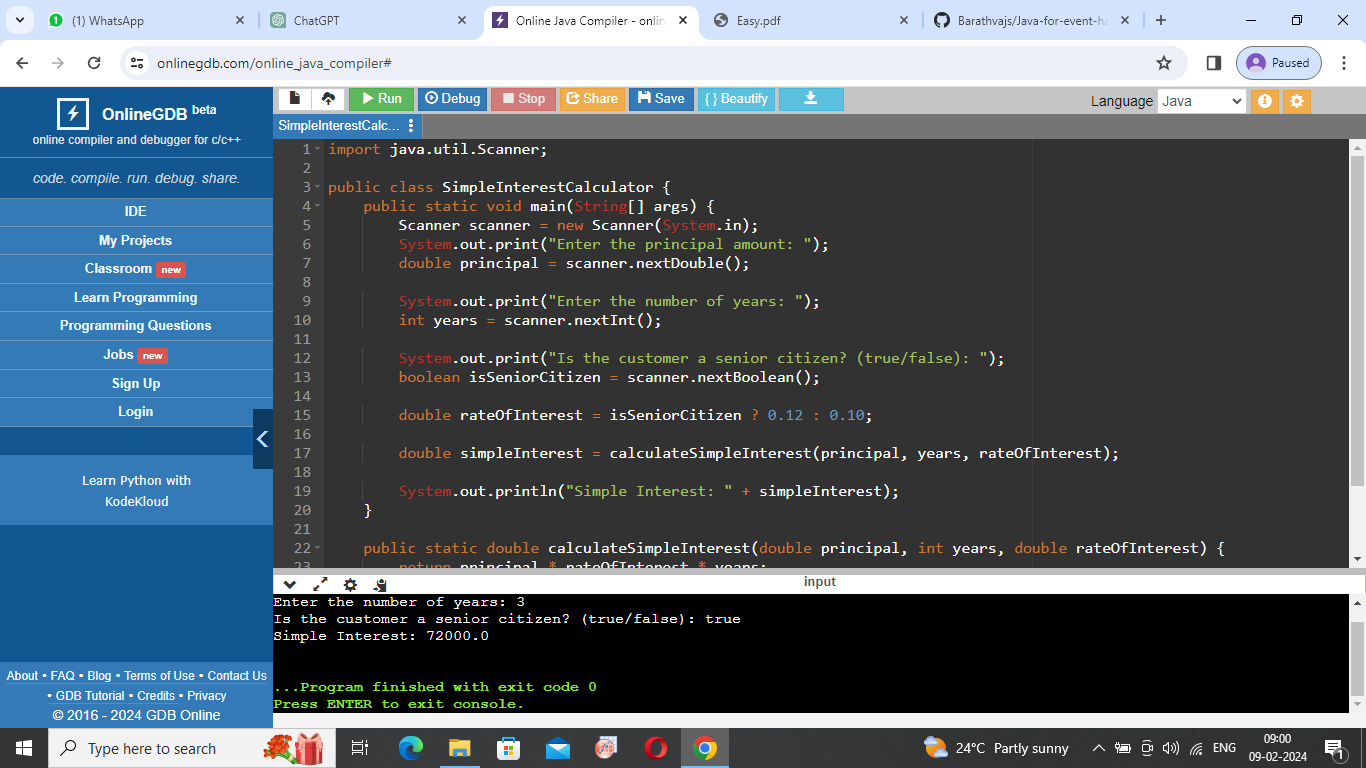 (1) WhatsApp
ChatGPT
Online Java Compiler - onlin
Easy.pdf
Barathvajs/Java-for-event-ha
onlinegdb.com/online_java_compiler#
Paused
OnlineGDB beta
online compiler and debugger for c/c++
code. compile. run. debug. share.
IDE
My Projects
Classroom new
Learn Programming
Programming Questions
Jobs new
Sign Up
Login
Learn Python with
KodeKloud
About • FAQ • Blog • Terms of Use • Contact Us
• GDB Tutorial • Credits • Privacy
© 2016 - 2024 GDB Online
Run Debug Stop Share Save { } Beautify
Language Java
SimpleInterestCalc...
1 import java.util.Scanner;
2
3 public class SimpleInterestCalculator {
4 public static void main(String[] args) {
5 Scanner scanner = new Scanner(System.in);
6 System.out.print("Enter the principal amount: ");
7 double principal = scanner.nextDouble();
8
9 System.out.print("Enter the number of years: ");
10 int years = scanner.nextInt();
11
12 System.out.print("Is the customer a senior citizen? (true/false): ");
13 boolean isSeniorCitizen = scanner.nextBoolean();
14
15 double rateOfInterest = isSeniorCitizen ? 0.12 : 0.10;
16
17 double simpleInterest = calculateSimpleInterest(principal, years, rateOfInterest);
18
19 System.out.println("Simple Interest: " + simpleInterest);
20 }
21
22 public static double calculateSimpleInterest(double principal, int years, double rateOfInterest) {
23 return principal * rateOfInterest * years;
input
Enter the number of years: 3
Is the customer a senior citizen? (true/false): true
Simple Interest: 72000.0
...Program finished with exit code 0
Press ENTER to exit console.
Type here to search
24°C Partly sunny
ENG
09:00
09-02-2024
1